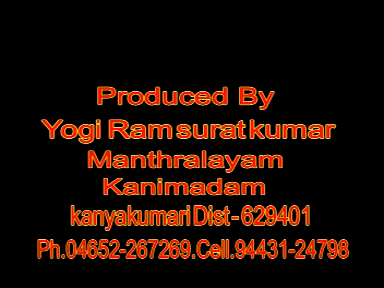 Produced By
Yogi Ramsuratkumar
Manthralayam
Kanimadam
kanyakumari Dist - 629401
Ph.04652-267269.Cell.94431-24798